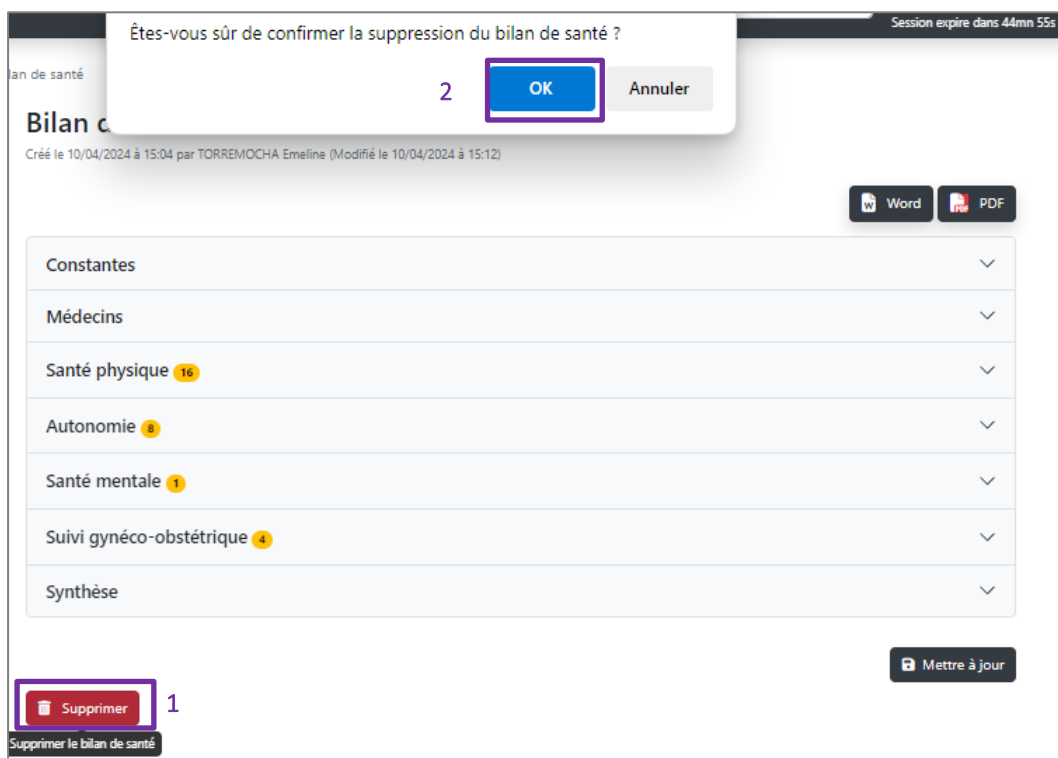 Session expire dans 44mn 55s
Êtes-vous sûr de confirmer la suppression du bilan de santé ?
2
OK
Annuler
lan de santé
Bilan d
Créé le 10/04/2024 à 15:04 par TORREMOCHA Emeline (Modifié le 10/04/2024 à 15:12)
Word
PDF
Constantes
Médecins
Santé physique 16
Autonomie 8
Santé mentale 1
Suivi gynéco-obstétrique 4
Synthèse
Mettre à jour
Supprimer
1
Supprimer le bilan de santé